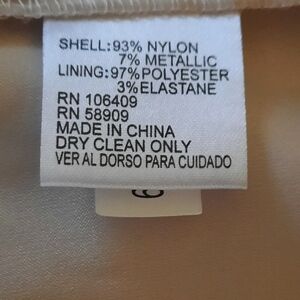 SHELL:93% NYLON
7% METALLIC
LINING:97% POLYESTER
3% ELASTANE
RN 106409
RN 58909
MADE IN CHINA
DRY CLEAN ONLY
VER AL DORSO PARA CUIDADO